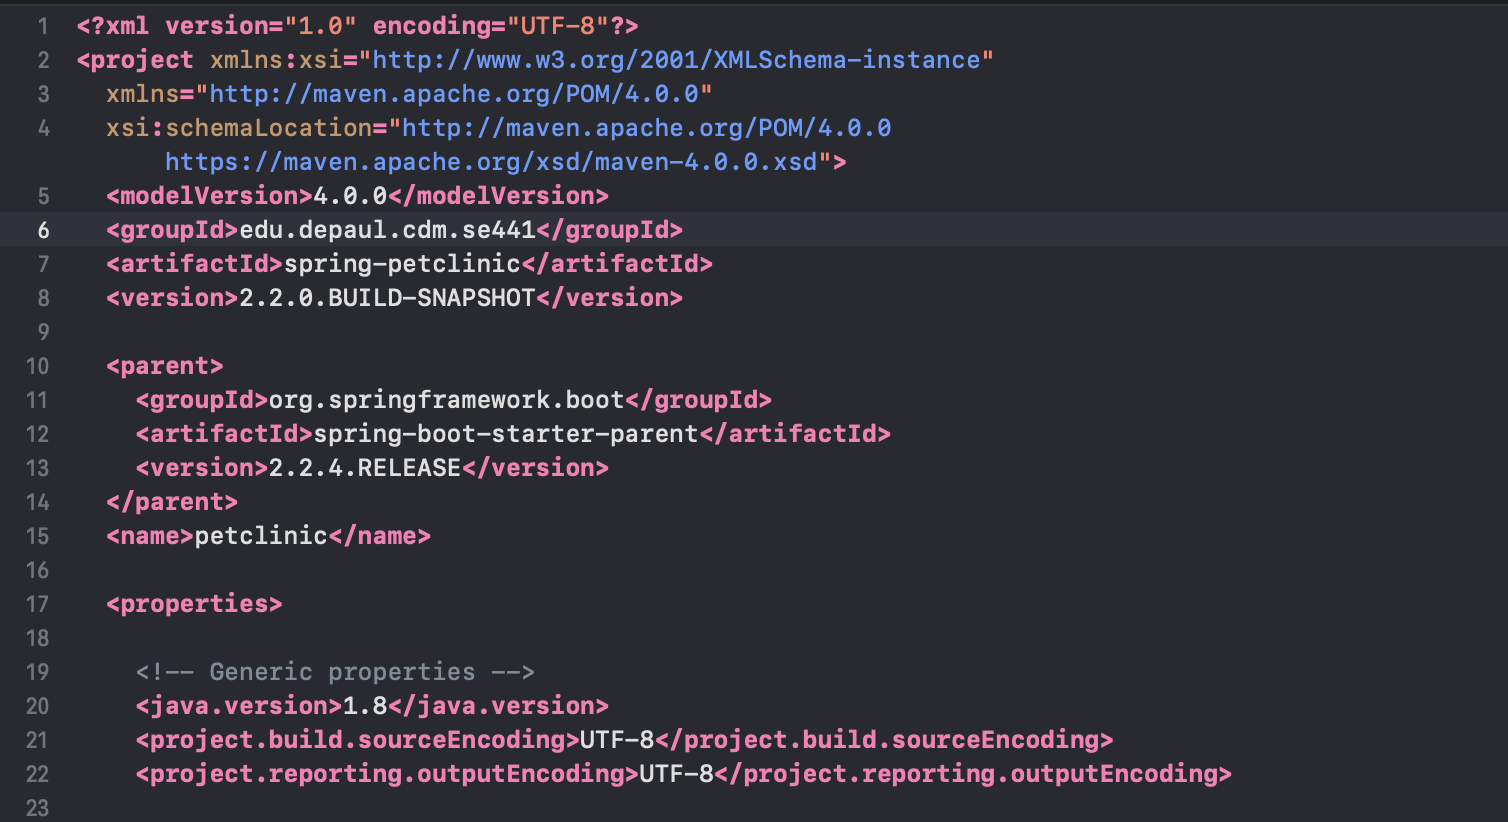 1 <?xml version="1.0" encoding="UTF-8"?>
2 <project xmlns:xsi="http://www.w3.org/2001/XMLSchema-instance"
3 xmlns="http://maven.apache.org/POM/4.0.0"
4 xsi:schemaLocation="http://maven.apache.org/POM/4.0.0
https://maven.apache.org/xsd/maven-4.0.0.xsd">
5 <modelVersion>4.0.0</modelVersion>
6 <groupId>edu.depaul.cdm.se441</groupId>
7 <artifactId>spring-petclinic</artifactId>
8 <version>2.2.0.BUILD-SNAPSHOT</version>
9
10 <parent>
11 <groupId>org.springframework.boot</groupId>
12 <artifactId>spring-boot-starter-parent</artifactId>
13 <version>2.2.4.RELEASE</version>
14 </parent>
15 <name>petclinic</name>
16
17 <properties>
18
19 <!-- Generic properties -->
20 <java.version>1.8</java.version>
21 <project.build.sourceEncoding>UTF-8</project.build.sourceEncoding>
22 <project.reporting.outputEncoding>UTF-8</project.reporting.outputEncoding>
23